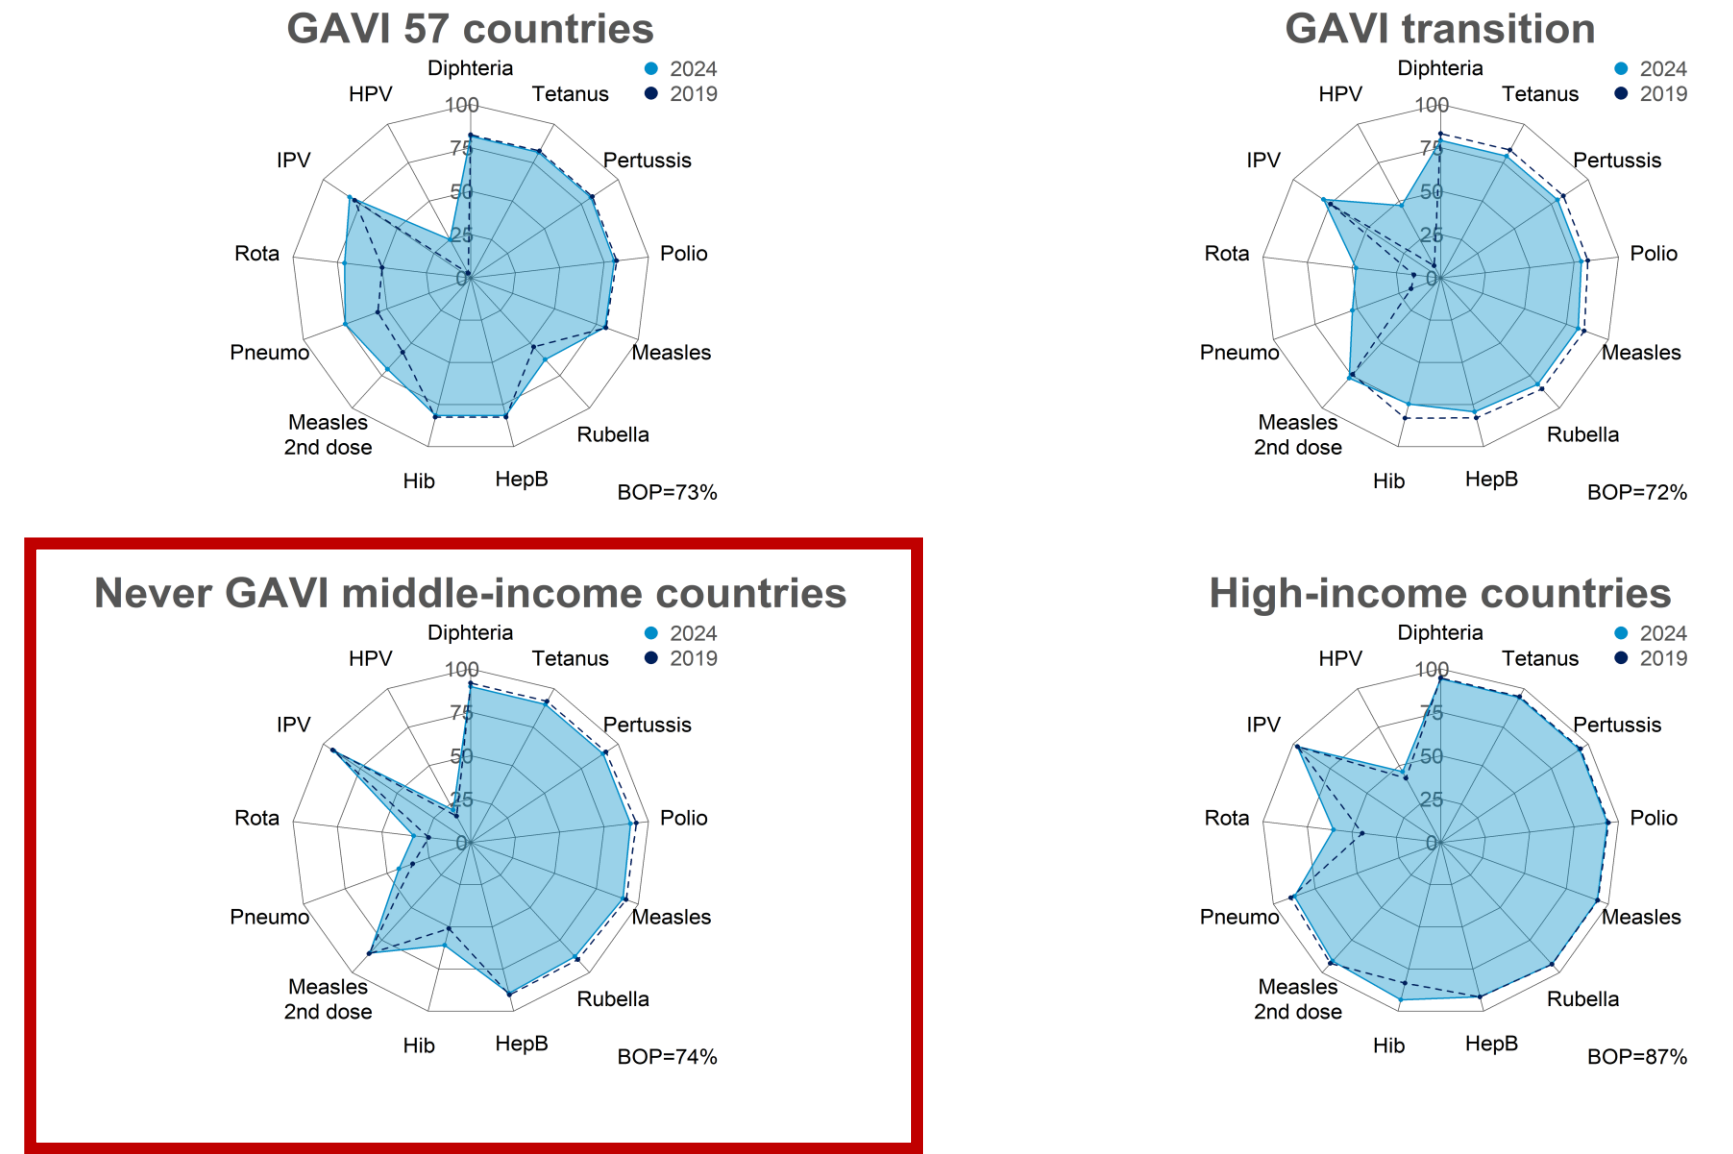 GAVI 57 countries
Diphteria
2024
2019
HPV
Tetanus
100
IPV
75
Pertussis
50
25
Rota
Polio
0
Pneumo
Measles
Measles
2nd dose
Rubella
Hib
HepB
BOP=73%
GAVI transition
Diphteria
2024
2019
HPV
Tetanus
100
IPV
75
Pertussis
50
25
Rota
Polio
0
Pneumo
Measles
Measles
2nd dose
Rubella
Hib
HepB
BOP=72%
Never GAVI middle-income countries
Diphteria
2024
2019
HPV
Tetanus
100
IPV
75
Pertussis
50
25
Rota
Polio
0
Pneumo
Measles
Measles
2nd dose
Rubella
Hib
HepB
BOP=74%
High-income countries
Diphteria
2024
2019
HPV
Tetanus
100
IPV
75
Pertussis
50
25
Rota
Polio
0
Pneumo
Measles
Measles
2nd dose
Rubella
Hib
HepB
BOP=87%